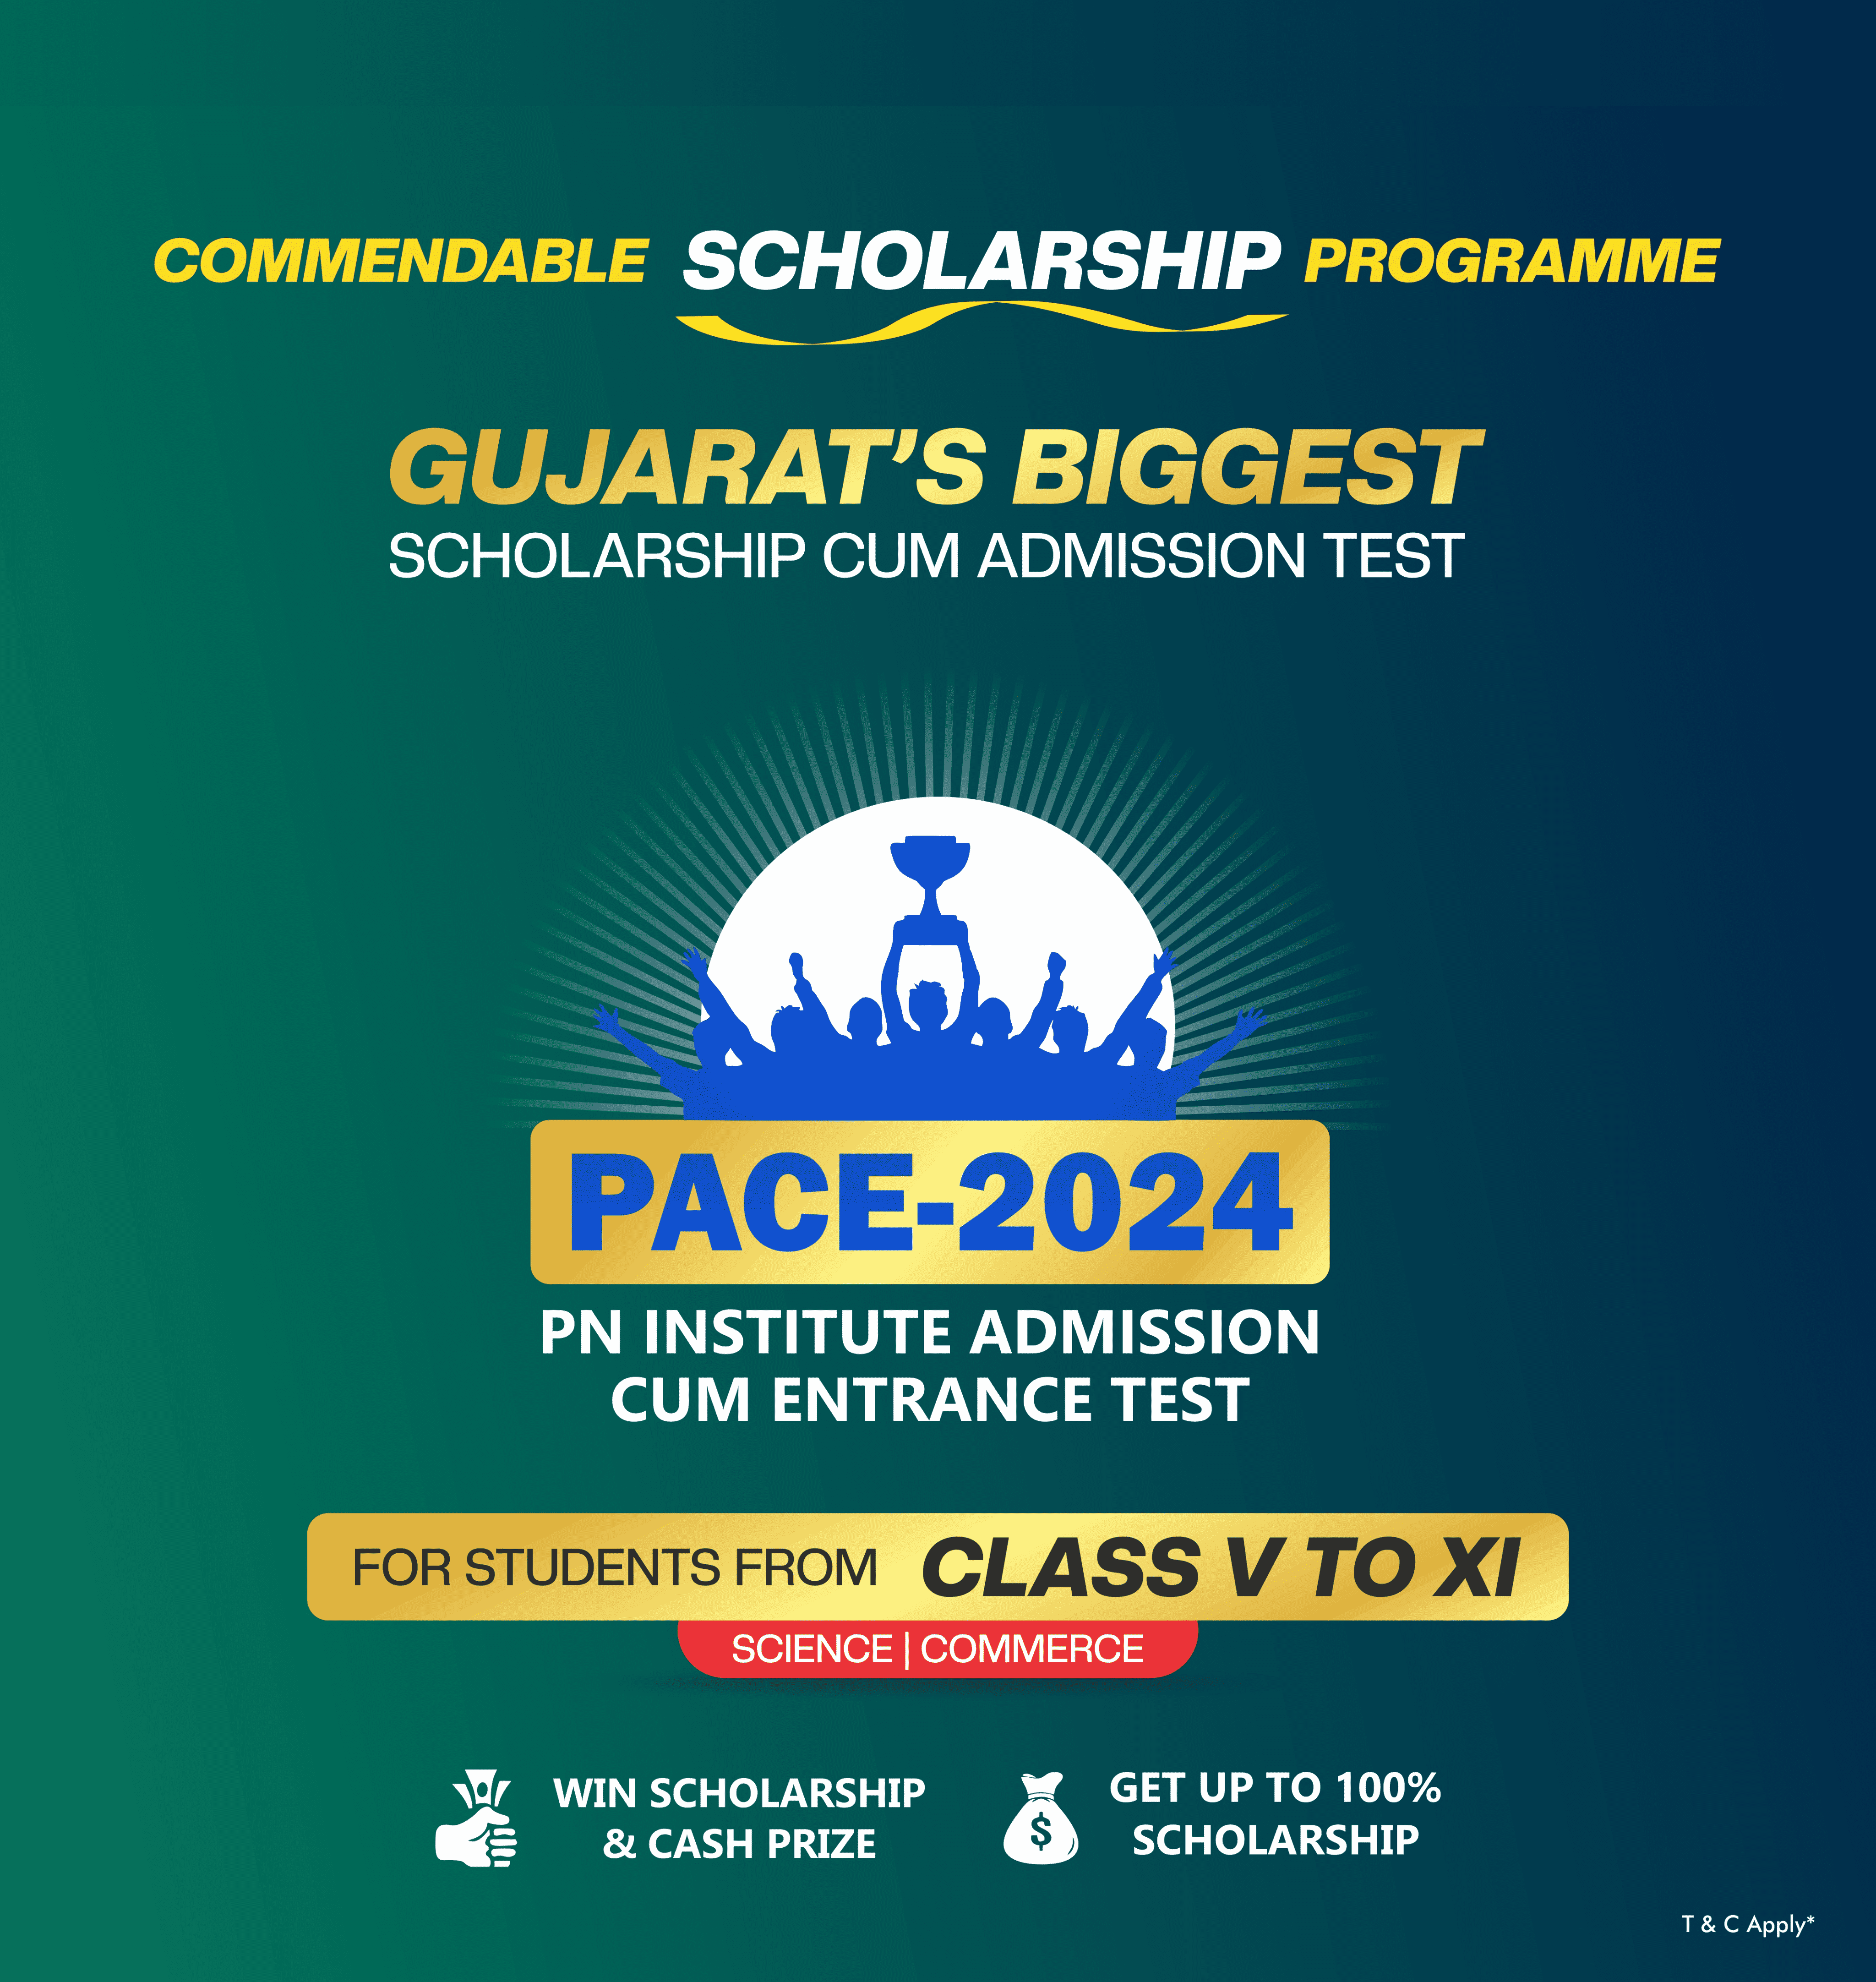 COMMENDABLE SCHOLARSHIP PROGRAMME
GUJARAT'S BIGGEST
SCHOLARSHIP CUM ADMISSION TEST
PACE-2024
PN INSTITUTE ADMISSION
CUM ENTRANCE TEST
FOR STUDENTS FROM CLASS V TO XI
SCIENCE | COMMERCE
WIN SCHOLARSHIP
& CASH PRIZE
$
GET UP TO 100%
SCHOLARSHIP
T & C Apply*